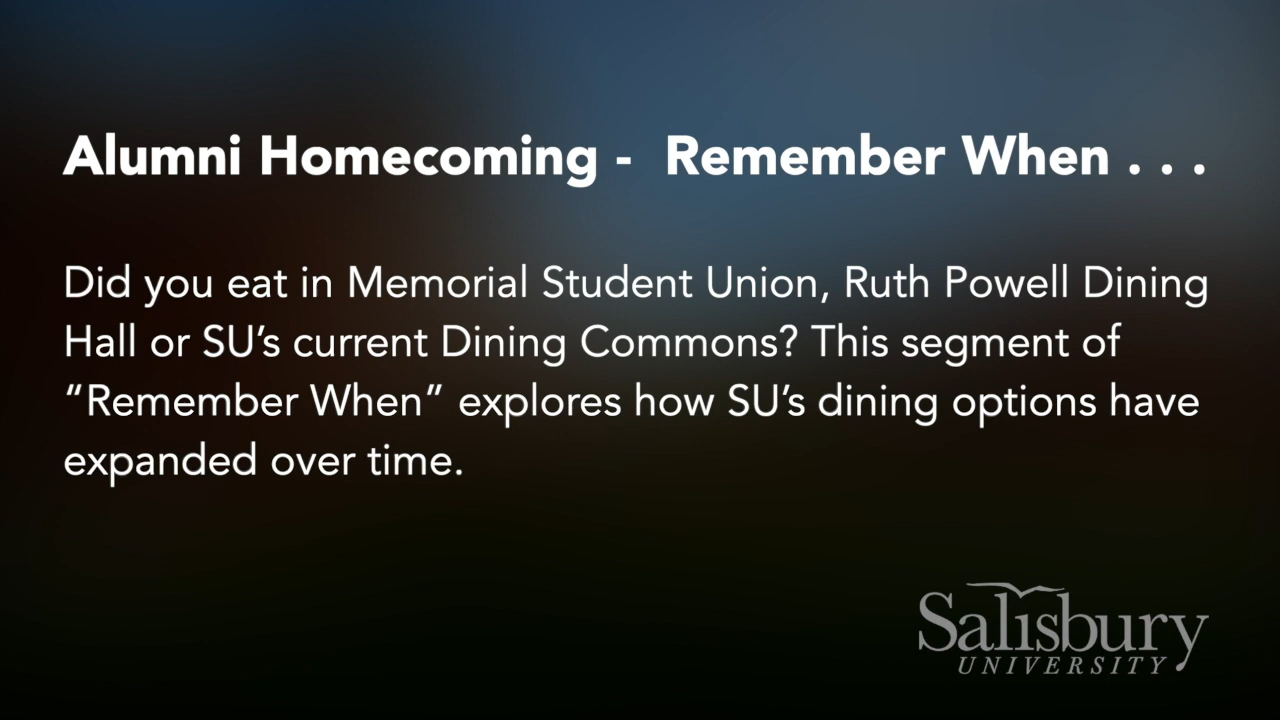 Alumni Homecoming -  Remember When . . .
Did you eat in Memorial Student Union, Ruth Powell Dining
Hall or SU’s current Dining Commons? This segment of
“Remember When” explores how SU’s dining options have
expanded over time.
Salisbury
UNIVERSITY